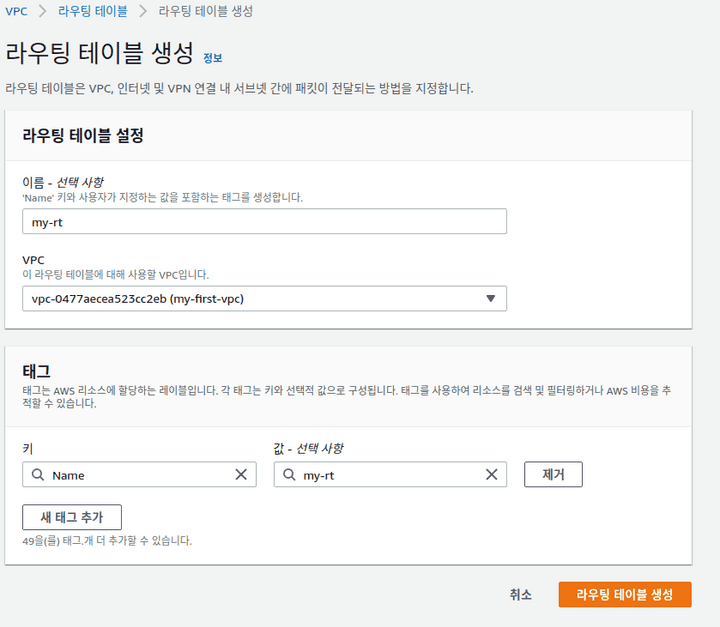 VPC > 라우팅 테이블 > 라우팅 테이블 생성
라우팅 테이블 생성 정보
라우팅 테이블은 VPC, 인터넷 및 VPN 연결 내 서브넷 간에 패킷이 전달되는 방법을 지정합니다.
라우팅 테이블 설정
이름 - 선택 사항
'Name' 키와 사용자가 지정하는 값을 포함하는 태그를 생성합니다.
my-rt
VPC
이 라우팅 테이블에 대해 사용할 VPC입니다.
vpc-0477aecea523cc2eb (my-first-vpc)
태그
태그는 AWS 리소스에 할당하는 레이블입니다. 각 태그는 키와 선택적 값으로 구성됩니다. 태그를 사용하여 리소스를 검색 및 필터링하거나 AWS 비용을 추
적할 수 있습니다.
키 값 - 선택 사항
Name my-rt 제거
새 태그 추가
49을(를) 태그.개 더 추가할 수 있습니다.
취소 라우팅 테이블 생성